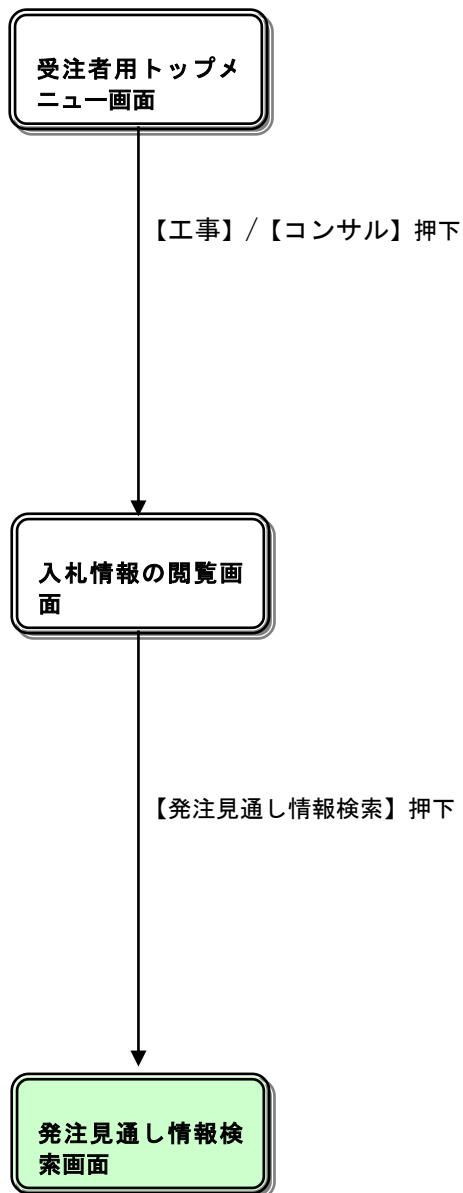 受注者用トップメ
ニュー画面
【工事】/【コンサル】押下
入札情報の閲覧画
面
【発注見通し情報検索】押下
発注見通し情報検
索画面